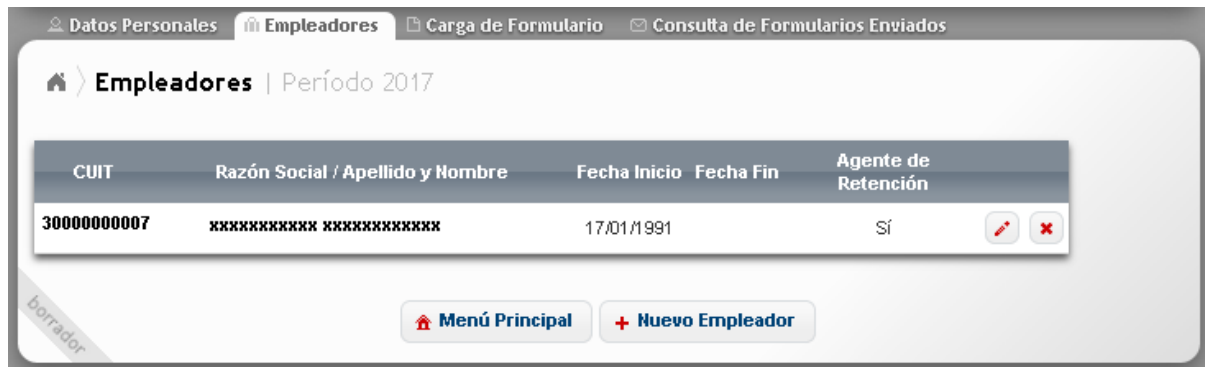 Datos Personales Empleadores Carga de Formulario Consulta de Formularios Enviados
Empleadores | Período 2017
CUIT Razón Social / Apellido y Nombre Fecha Inicio Fecha Fin Agente de
Retención
30000000007 xxxxxxxxxxx xxxxxxxxxxxx 17/01/1991 Sí
borrador
Menú Principal + Nuevo Empleador